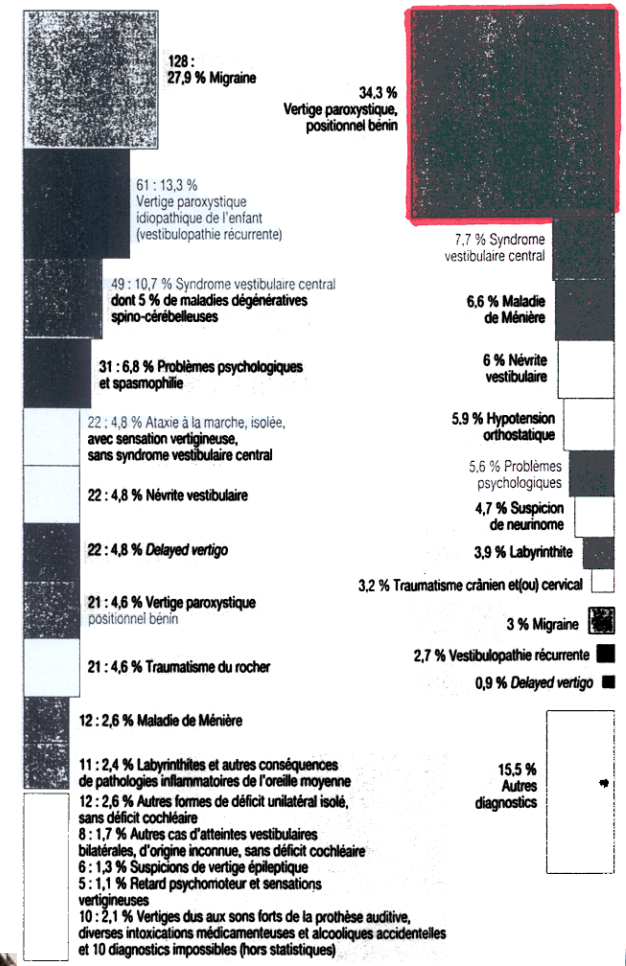 128 :
27,9 % Migraine
61 : 13,3 %
Vertige paroxystique
idiopathique de l'enfant
(vestibulopathie récurrente)
49 : 10,7 % Syndrome vestibulaire central
dont 5 % de maladies dégénératives
spino-cérébelleuses
31 : 6,8 % Problèmes psychologiques
et spasmophilie
22 : 4,8 % Ataxie à la marche, isolée,
avec sensation vertigineuse,
sans syndrome vestibulaire central
22 : 4,8 % Névrite vestibulaire
22 : 4,8 % Delayed vertigo
21 : 4,6 % Vertige paroxystique
positionnel bénin
21 : 4,6 % Traumatisme du rocher
12 : 2,6 % Maladie de Ménière
11 : 2,4 % Labyrinthites et autres conséquences
de pathologies inflammatoires de l'oreille moyenne
12 : 2,6 % Autres formes de déficit unilatéral isolé,
sans déficit cochléaire
8 : 1,7 % Autres cas d'atteintes vestibulaires
bilatérales, d'origine inconnue, sans déficit cochléaire
6 : 1,3 % Suspicions de vertige épileptique
5 : 1,1 % Retard psychomoteur et sensations
vertigineuses
10 : 2,1 % Vertiges dus aux sons forts de la prothèse auditive,
diverses intoxications médicamenteuses et alcooliques accidentelles
et 10 diagnostics impossibles (hors statistiques)
34,3 %
Vertige paroxystique,
positionnel bénin
7,7 % Syndrome
vestibulaire central
6,6 % Maladie
de Ménière
6 % Névrite
vestibulaire
5.9 % Hypotension
orthostatique
5,6 % Problèmes
psychologiques
4,7 % Suspicion
de neurinome
3,9 % Labyrinthite
3,2 % Traumatisme crânien et(ou) cervical
3 % Migraine
2,7 % Vestibulopathie récurrente
0,9 % Delayed vertigo
15,5 %
Autres
diagnostics